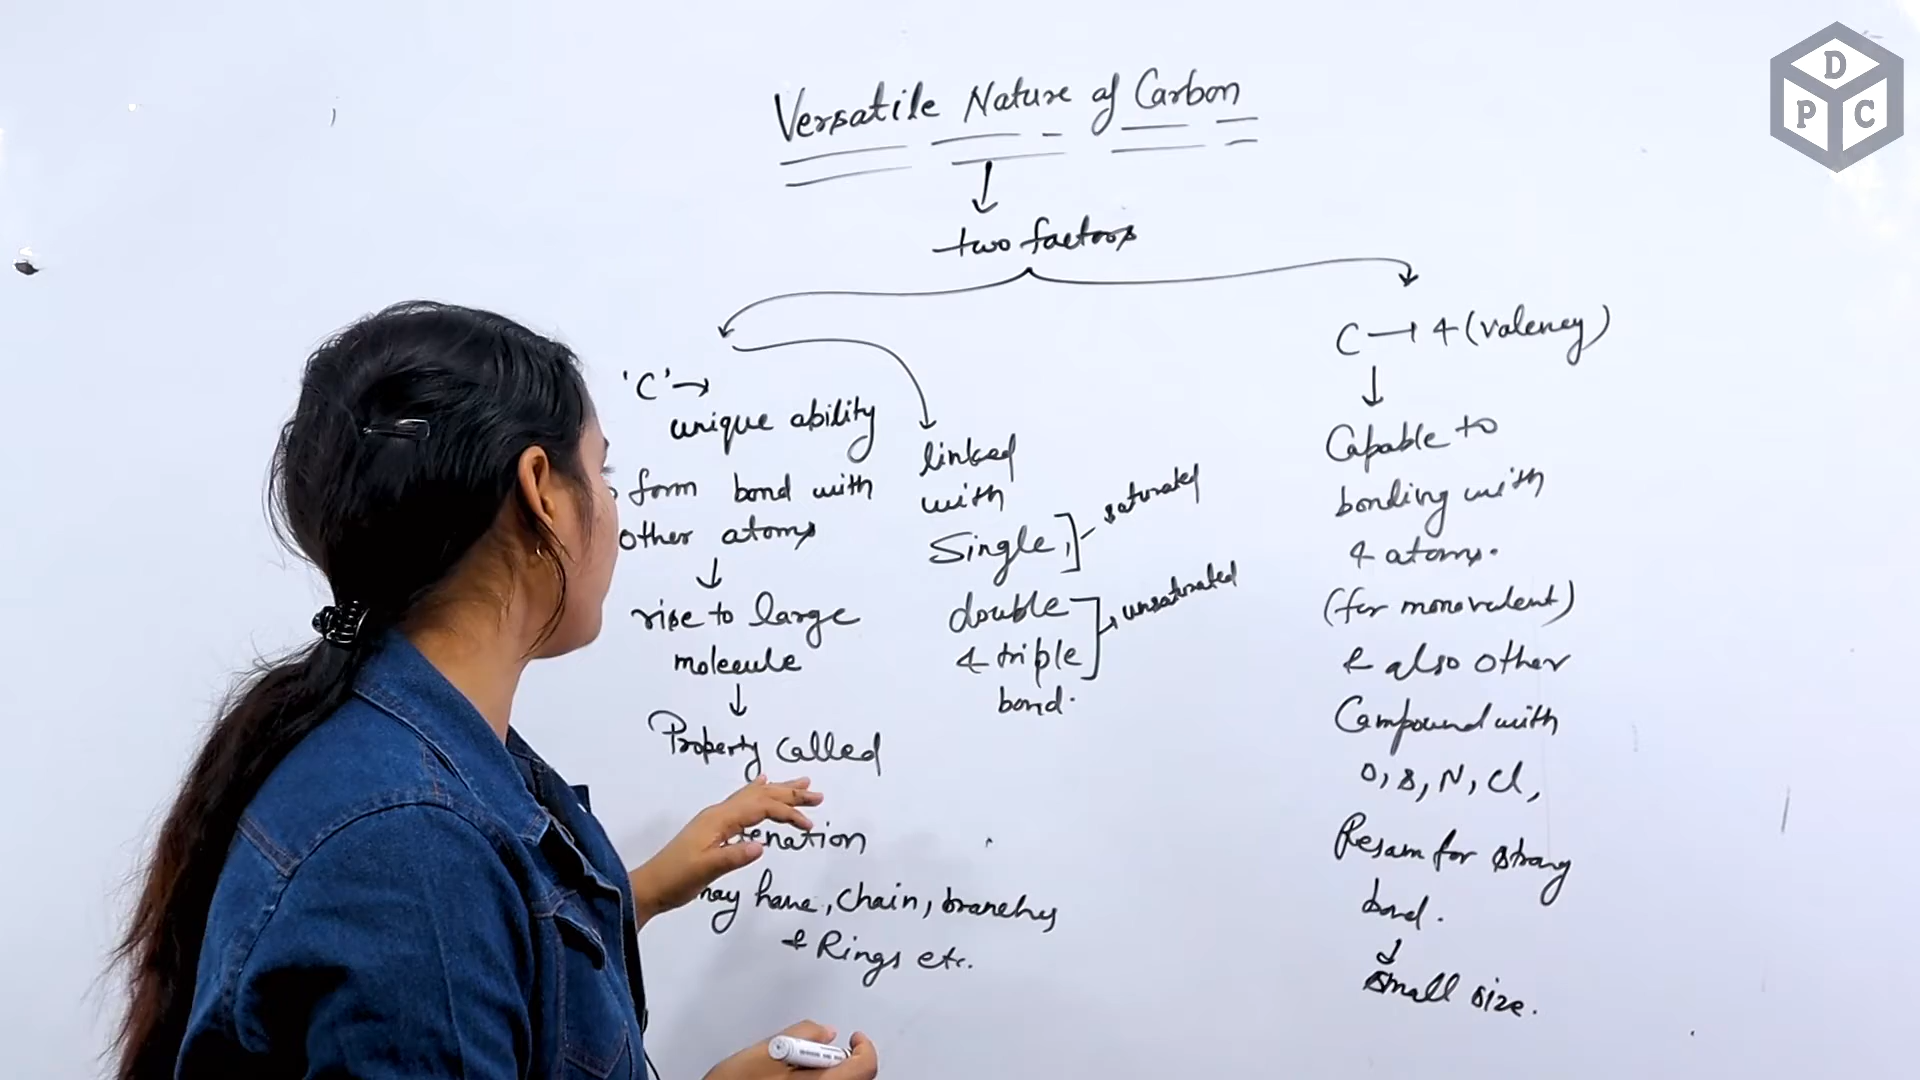 Versatile Nature of Carbon
two factors
'C' →
unique ability
form bond with
other atoms
↓
rise to large
molecule
↓
Property called
tenation
may have, chain, branches
& Rings etc.
linked
with
Single,] saturated
double
& triple] → unsaturated
bond.
C → 4 (valency)
↓
Capable to
bonding with
4 atoms.
(for monovalent)
& also other
Compound with
O, S, N, Cl,
Resam for strong
bond.
↓
small size.
D
P C